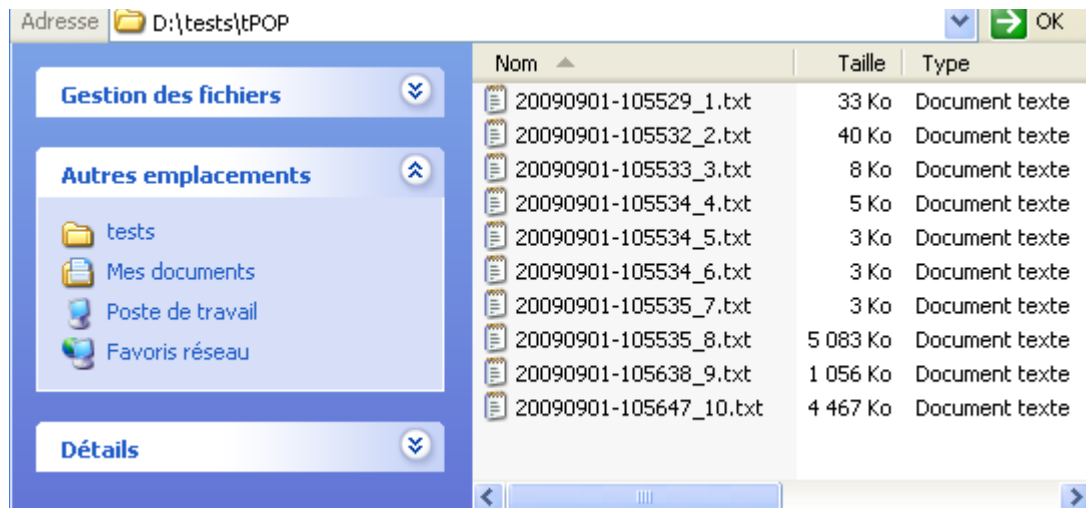 Adresse D:\tests\tPOP OK
Gestion des fichiers
Autres emplacements
tests
Mes documents
Poste de travail
Favoris réseau
Détails
Nom Taille Type
20090901-105529_1.txt 33 Ko Document texte
20090901-105532_2.txt 40 Ko Document texte
20090901-105533_3.txt 8 Ko Document texte
20090901-105534_4.txt 5 Ko Document texte
20090901-105534_5.txt 3 Ko Document texte
20090901-105534_6.txt 3 Ko Document texte
20090901-105535_7.txt 3 Ko Document texte
20090901-105535_8.txt 5 083 Ko Document texte
20090901-105638_9.txt 1 056 Ko Document texte
20090901-105647_10.txt 4 467 Ko Document texte